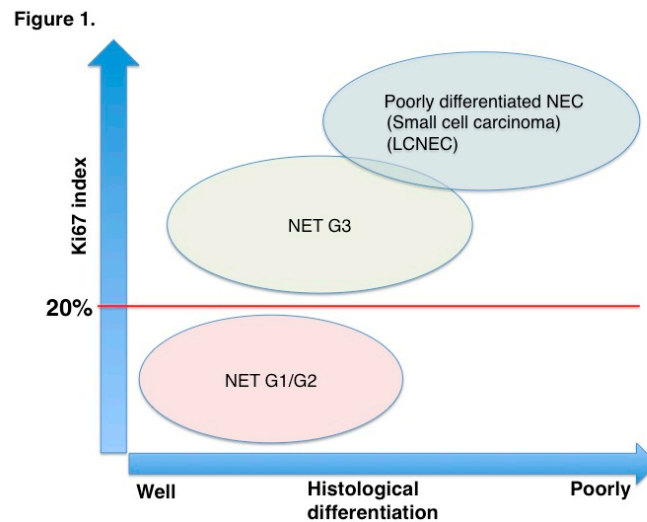 Figure 1.
Poorly differentiated NEC
(Small cell carcinoma)
(LCNEC)
Ki67 index
NET G3
20%
NET G1/G2
Well
Histological
differentiation
Poorly